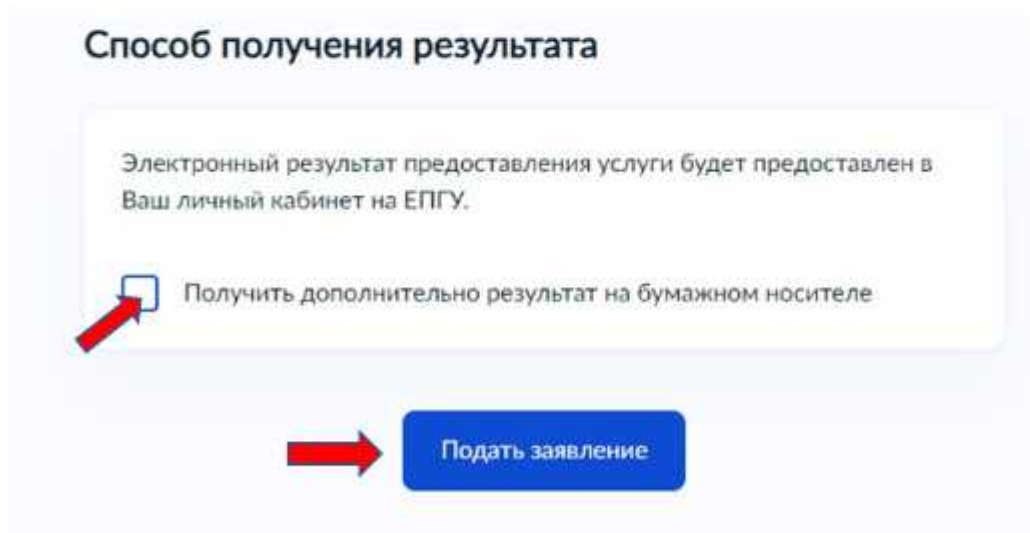 Способ получения результата
Электронный результат предоставления услуги будет предоставлен в
Ваш личный кабинет на ЕПГУ.
Получить дополнительно результат на бумажном носителе
Подать заявление